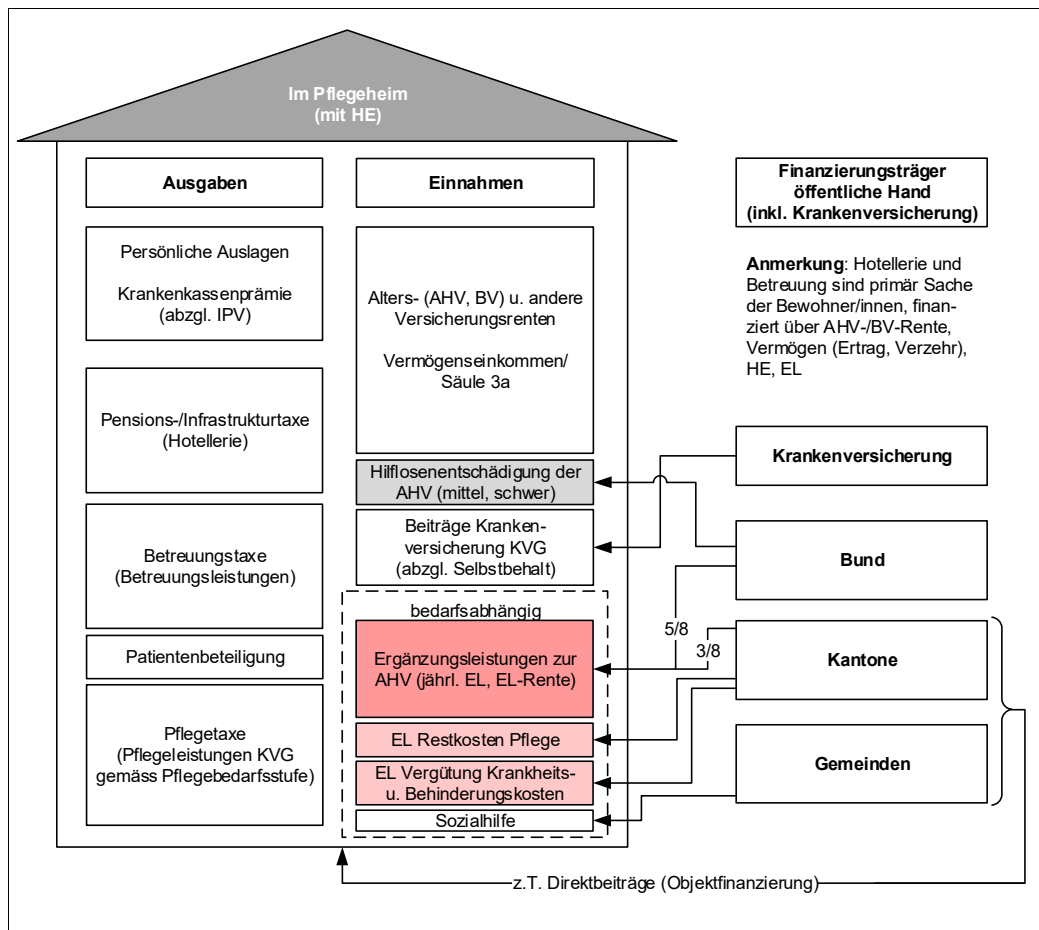 Im Pflegeheim
(mit HE)
Ausgaben
Persönliche Auslagen
Krankenkassenprämie
(abzgl. IPV)
Pensions-/Infrastrukturtaxe
(Hotellerie)
Betreuungstaxe
(Betreuungsleistungen)
Patientenbeteiligung
Pflegetaxe
(Pflegeleistungen KVG
gemäss Pflegebedarfsstufe)
Einnahmen
Alters- (AHV, BV) u. andere
Versicherungsrenten
Vermögenseinkommen/
Säule 3a
Hilflosenentschädigung der
AHV (mittel, schwer)
Beiträge Kranken-
versicherung KVG
(abzgl. Selbstbehalt)
bedarfsabhängig
Ergänzungsleistungen zur
AHV (jährl. EL, EL-Rente)
EL Restkosten Pflege
EL Vergütung Krankheits-
u. Behinderungskosten
Sozialhilfe
Finanzierungsträger
öffentliche Hand
(inkl. Krankenversicherung)
Anmerkung: Hotellerie und
Betreuung sind primär Sache
der Bewohner/innen, finan-
ziert über AHV-/BV-Rente,
Vermögen (Ertrag, Verzehr),
HE, EL
Krankenversicherung
Bund
5/8
3/8
Kantone
Gemeinden
z.T. Direktbeiträge (Objektfinanzierung)